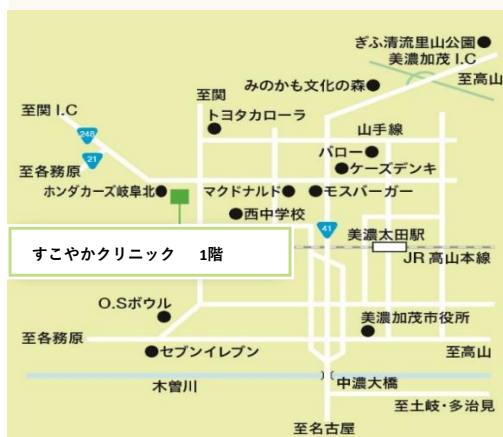 ぎふ清流里山公園
美濃加茂 I.C
至高山
みのかも文化の森
至関
至関 I.C
トヨタカローラ
248
山手線
21
バロー
至各務原
ケーズデンキ
ホンダカーズ岐阜北
マクドナルド
モスバーガー
西中学校
41
美濃太田駅
すこやかクリニック 1階
JR 高山本線
O.Sボウル
美濃加茂市役所
至各務原
セブンイレブン
至高山
木曽川
中濃大橋
至土岐・多治見
至名古屋